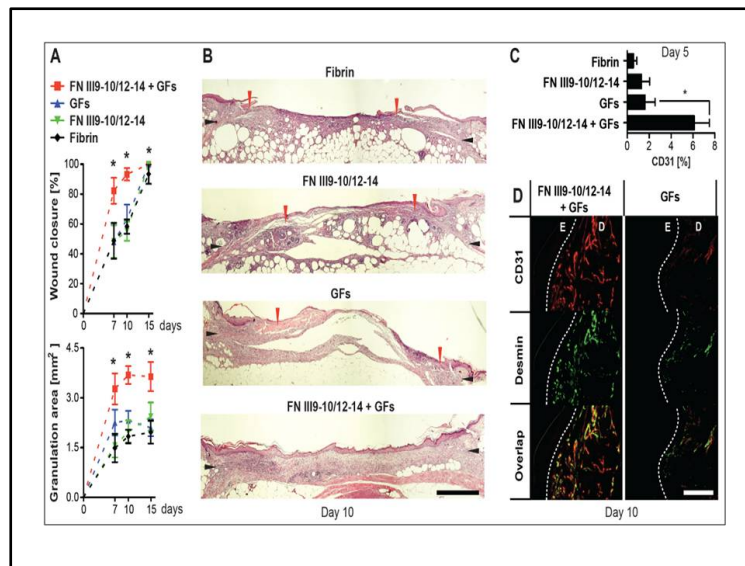 A
FN III9-10/12-14 + GFs
GFs
FN III9-10/12-14
Fibrin
Wound closure [%]
100
80
60
40
20
0
*
*
*
0 7 10 15 days
Granulation area [mm²]
4.5
3.0
1.5
0.0
*
*
*
0 7 10 15 days
B
Fibrin
FN III9-10/12-14
GFs
FN III9-10/12-14 + GFs
Day 10
C
Day 5
Fibrin
FN III9-10/12-14
GFs
FN III9-10/12-14 + GFs
*
0 2 4 6 8
CD31 [%]
D
FN III9-10/12-14
+ GFs
GFs
E D
E D
CD31
Desmin
Overlap
Day 10